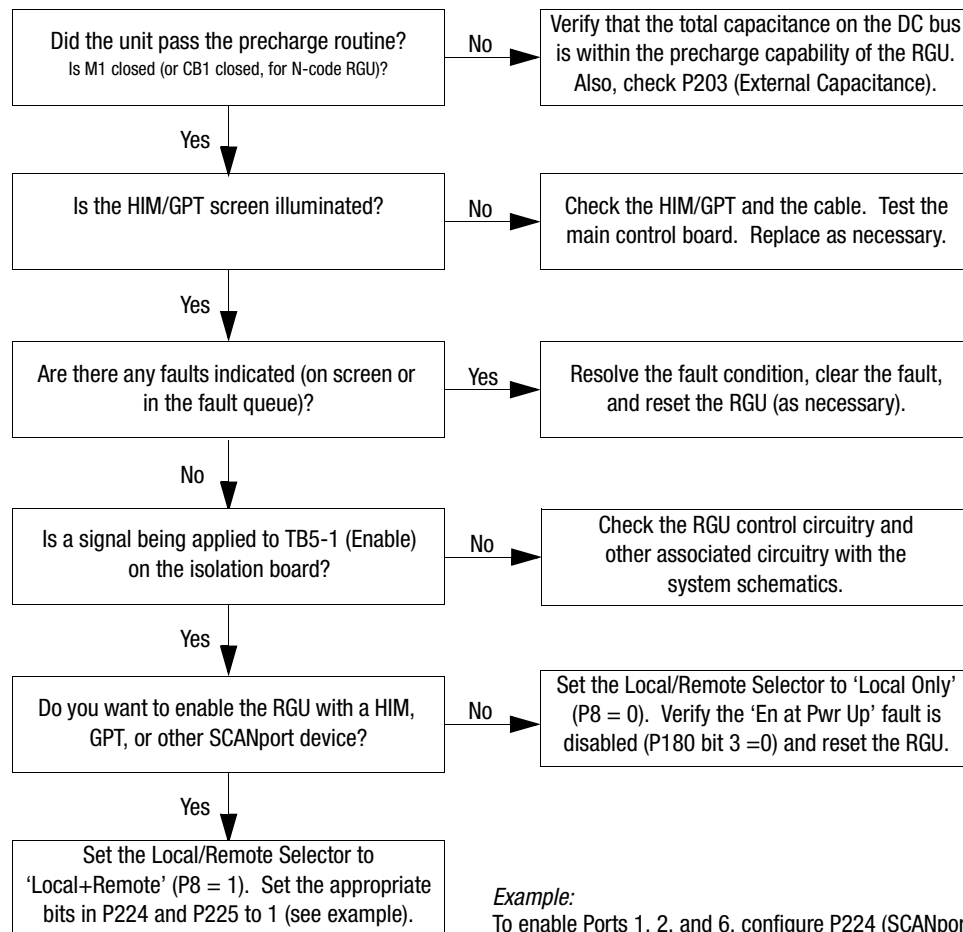 Did the unit pass the precharge routine?
Is M1 closed (or CB1 closed, for N-code RGU)?
No
Verify that the total capacitance on the DC bus
is within the precharge capability of the RGU.
Also, check P203 (External Capacitance).
Yes
Is the HIM/GPT screen illuminated?
No
Check the HIM/GPT and the cable. Test the
main control board. Replace as necessary.
Yes
Are there any faults indicated (on screen or
in the fault queue)?
Yes
Resolve the fault condition, clear the fault,
and reset the RGU (as necessary).
No
Is a signal being applied to TB5-1 (Enable)
on the isolation board?
No
Check the RGU control circuitry and
other associated circuitry with the
system schematics.
Yes
Do you want to enable the RGU with a HIM,
GPT, or other SCANport device?
No
Set the Local/Remote Selector to ‘Local Only’
(P8 = 0). Verify the ‘En at Pwr Up’ fault is
disabled (P180 bit 3 =0) and reset the RGU.
Yes
Set the Local/Remote Selector to
‘Local+Remote’ (P8 = 1). Set the appropriate
bits in P224 and P225 to 1 (see example).
Example:
To enable Ports 1, 2, and 6, configure P224 (SCANpor